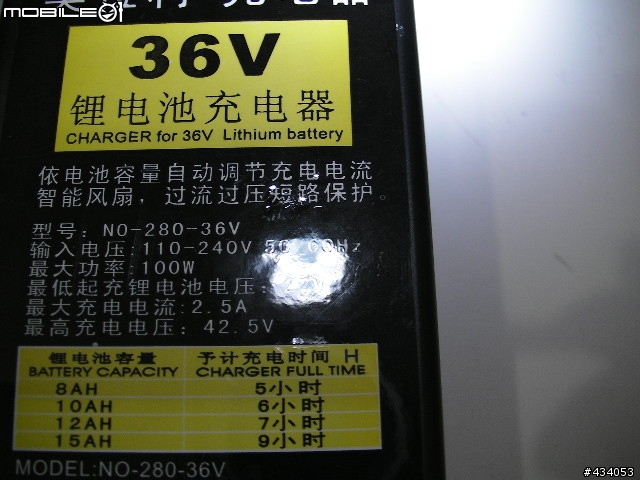 MOBILE01
充电器
36V
锂电池充电器
CHARGER for 36V Lithium battery
依电池容量自动调节充电电流
智能风扇，过流过压短路保护。
型号：NO-280-36V
输入电压:110-240V 50 60Hz
最大功率:100W
最低起充锂电池电压:
最大充电电流:2.5A
最高充电电压：42.5V
锂电池容量 予计充电时间 H
BATTERY CAPACITY CHARGER FULL TIME
8AH 5小时
10AH 6小时
12AH 7小时
15AH 9小时
MODEL:NO-280-36V
#434053